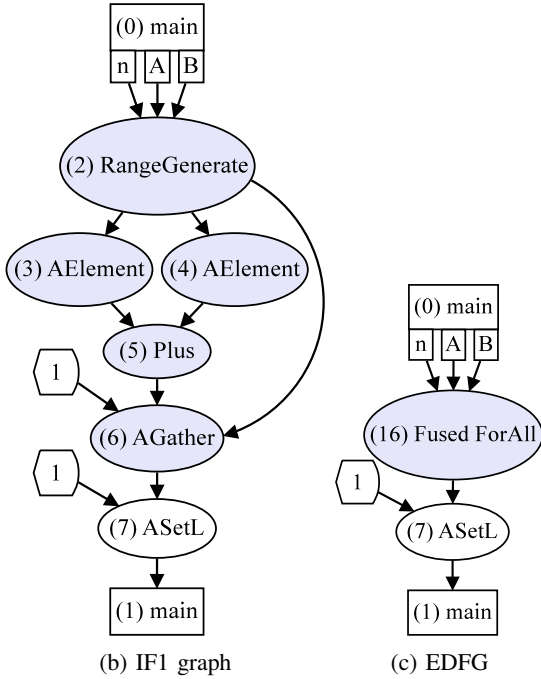 (0) main
n A B
(2) RangeGenerate
(3) AElement (4) AElement
(5) Plus
1
(6) AGather
1
(7) ASetL
(1) main
(b) IF1 graph
(0) main
n A B
(16) Fused ForAll
1
(7) ASetL
(1) main
(c) EDFG